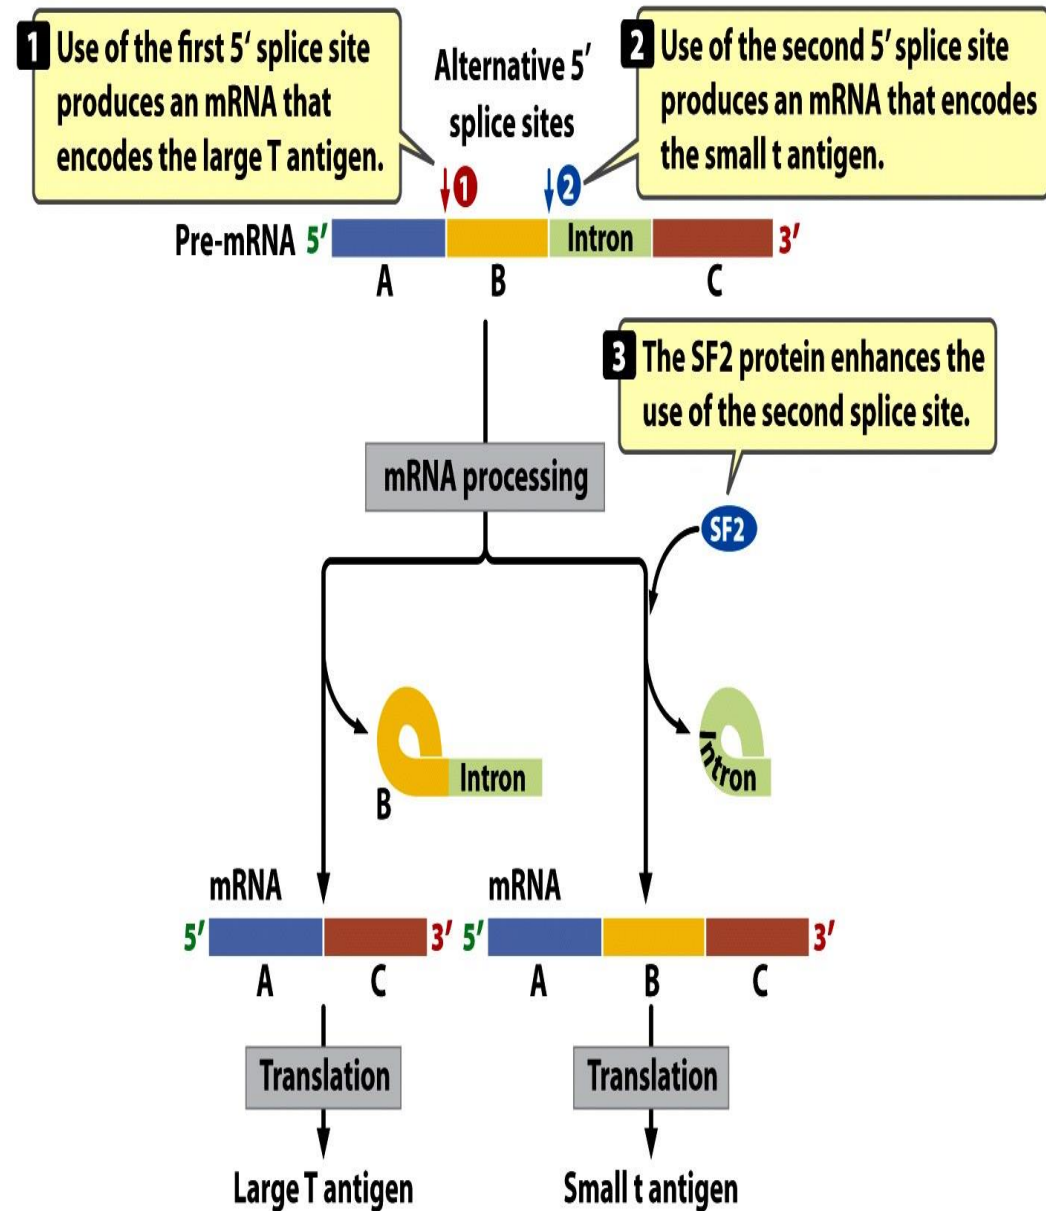 1 Use of the first 5′ splice site
produces an mRNA that
encodes the large T antigen.
Alternative 5′
splice sites
2 Use of the second 5′ splice site
produces an mRNA that encodes
the small t antigen.
1
2
Pre-mRNA 5′ Intron 3′
A B C
3 The SF2 protein enhances the
use of the second splice site.
mRNA processing
SF2
Intron
B
Intron
mRNA
5′ 3′
A C
mRNA
5′ 3′
A B C
Translation
Translation
Large T antigen
Small t antigen